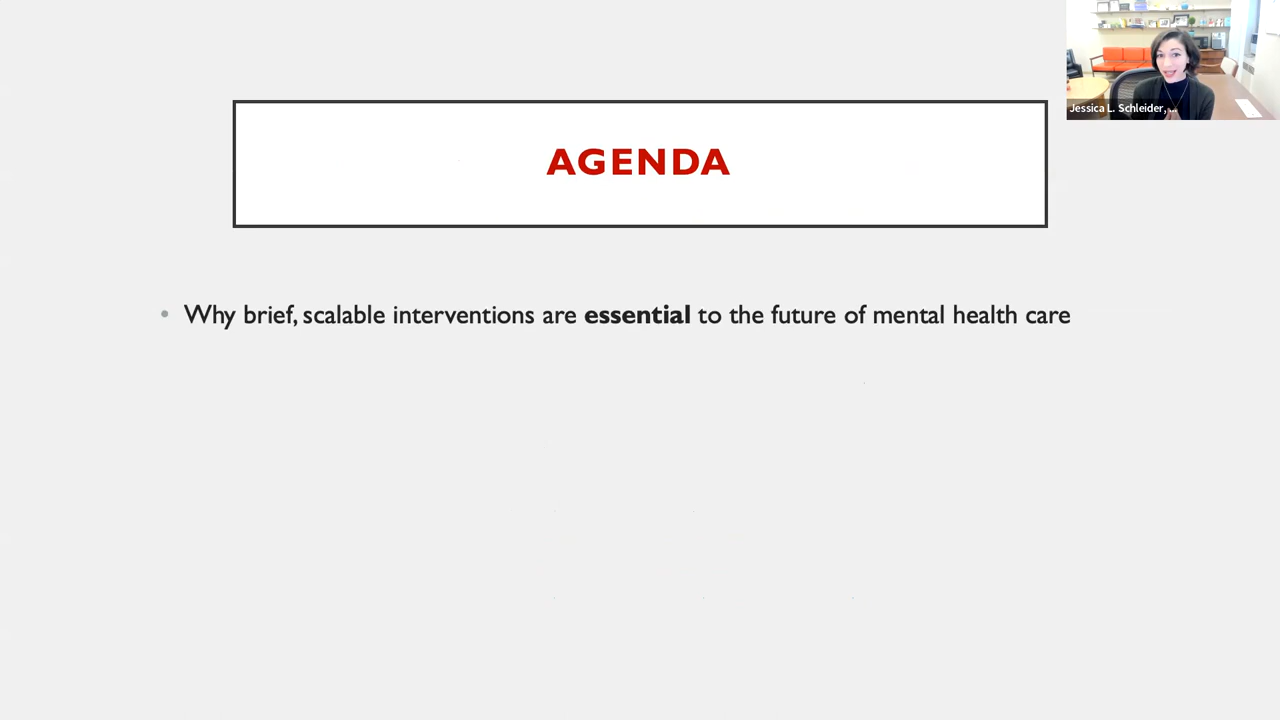 Jessica L. Schleider, ...
AGENDA
• Why brief, scalable interventions are essential to the future of mental health care